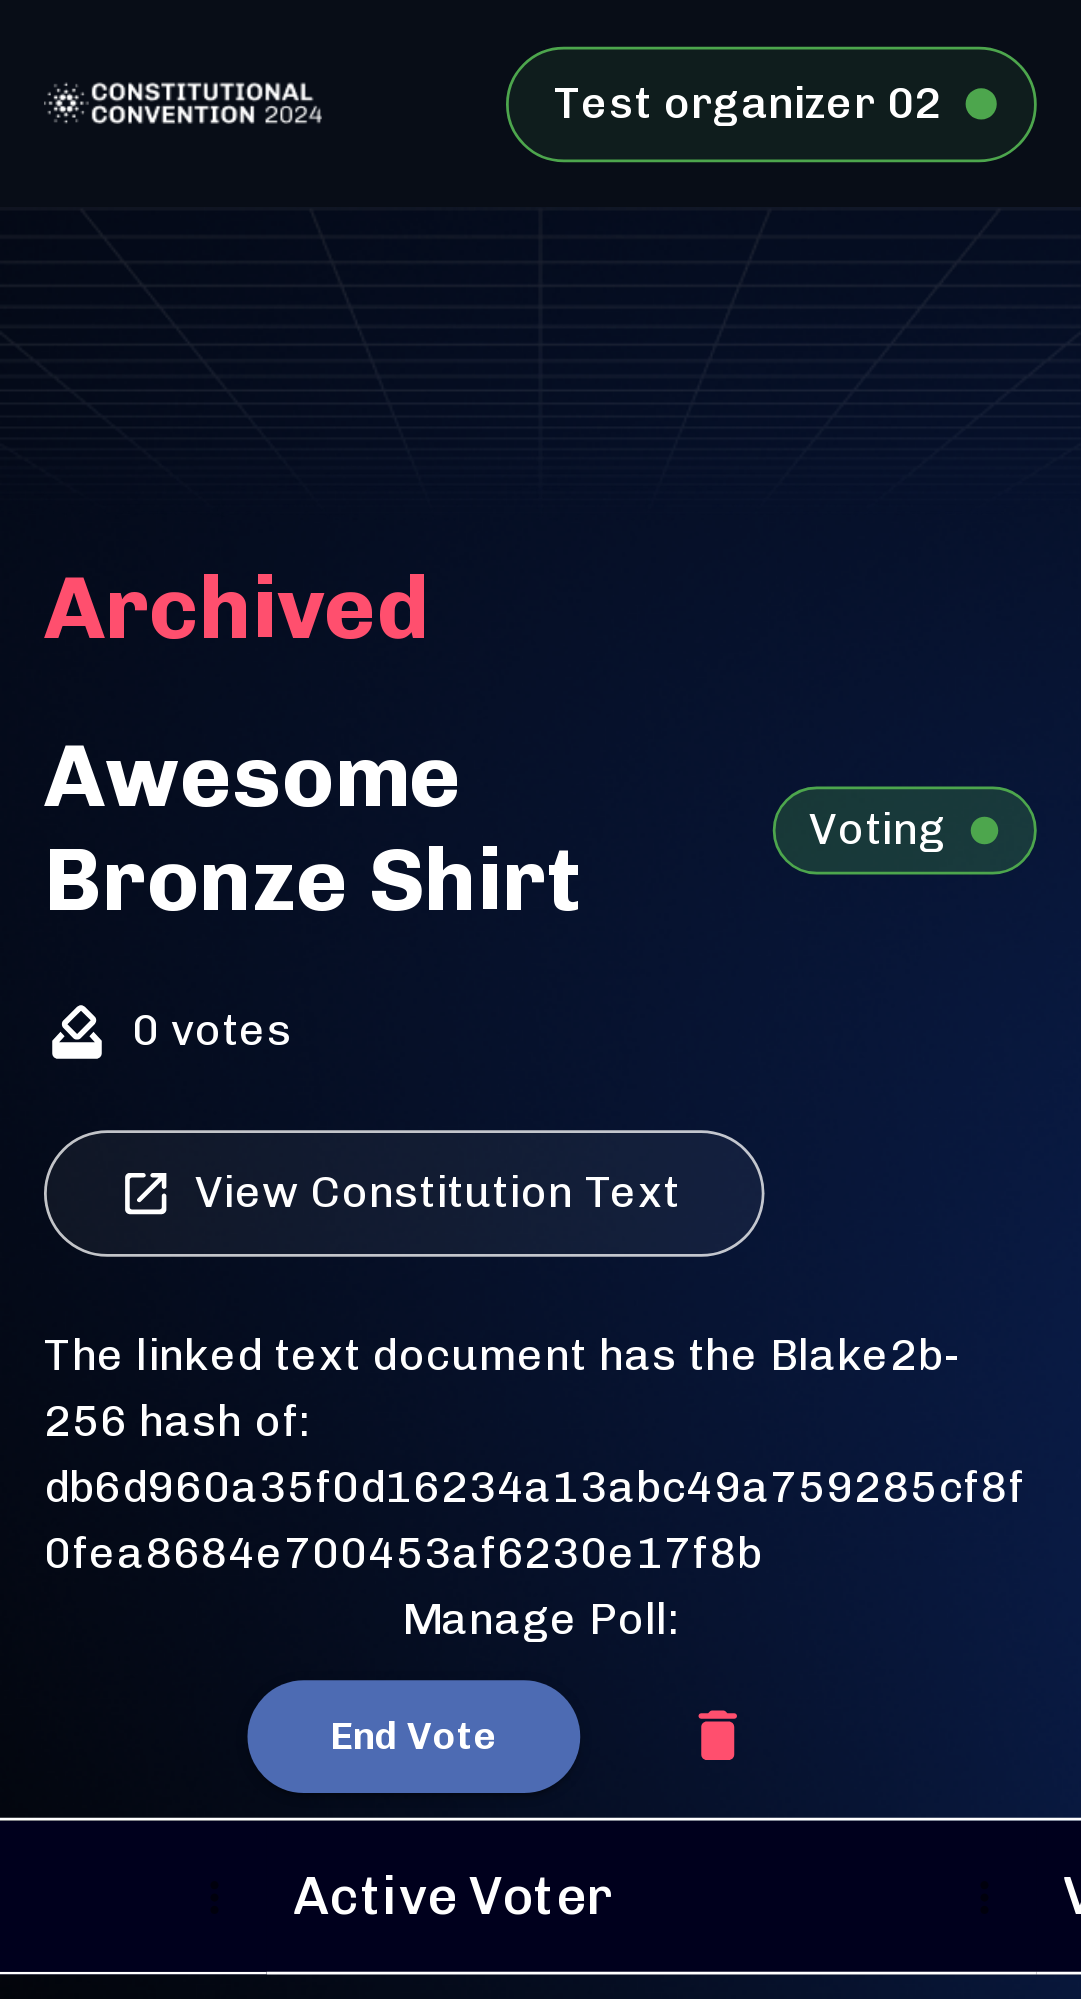 CONSTITUTIONAL
CONVENTION 2024
Test organizer 02
Archived
Awesome
Bronze Shirt
Voting
0 votes
View Constitution Text
The linked text document has the Blake2b-
256 hash of:
db6d960a35f0d16234a13abc49a759285cf8f
0fea8684e700453af6230e17f8b
Manage Poll:
End Vote
Active Voter